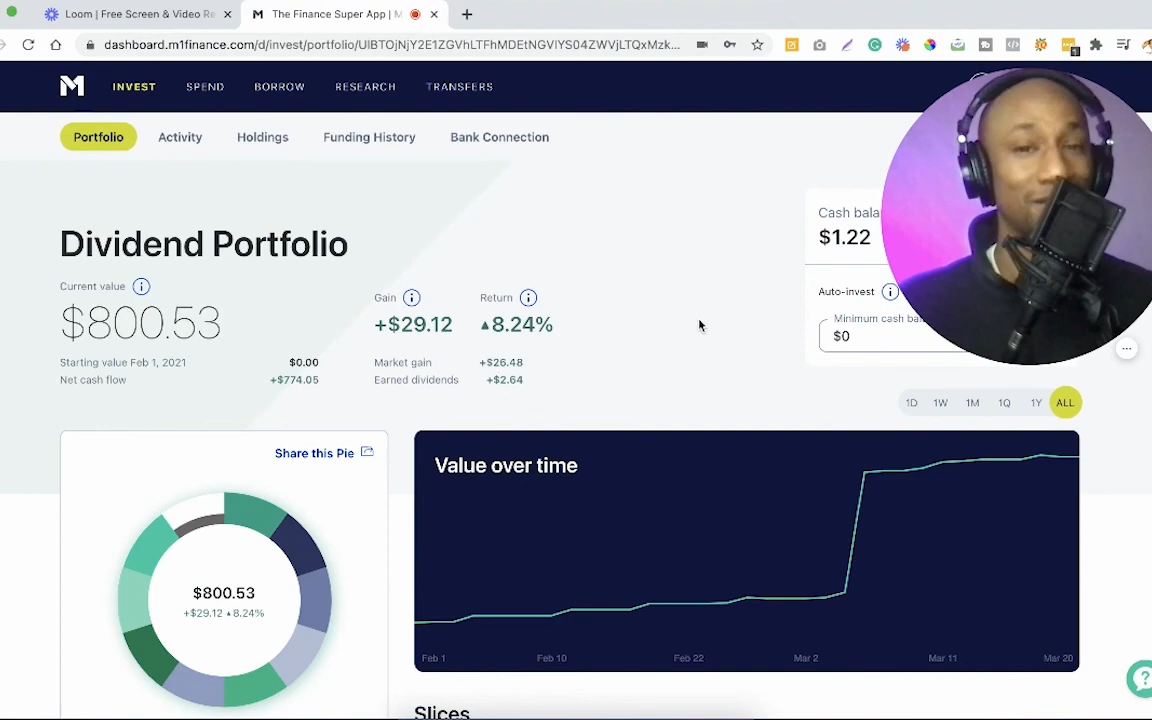 Loom | Free Screen & Video Re
The Finance Super App | M
dashboard.m1finance.com/d/invest/portfolio/
INVEST
SPEND
BORROW
RESEARCH
TRANSFERS
Portfolio
Activity
Holdings
Funding History
Bank Connection
Dividend Portfolio
Current value
$800.53
Starting value Feb 1, 2021 $0.00
Net cash flow +$774.05
Gain Return
+$29.12 ▲8.24%
Market gain +$26.48
Earned dividends +$2.64
Cash bala
$1.22
Auto-invest
Minimum cash bal
$0
1D 1W 1M 1Q 1Y ALL
Share this Pie
$800.53
+$29.12 ▲8.24%
Value over time
Feb 1 Feb 10 Feb 22 Mar 2 Mar 11 Mar 20
Slices